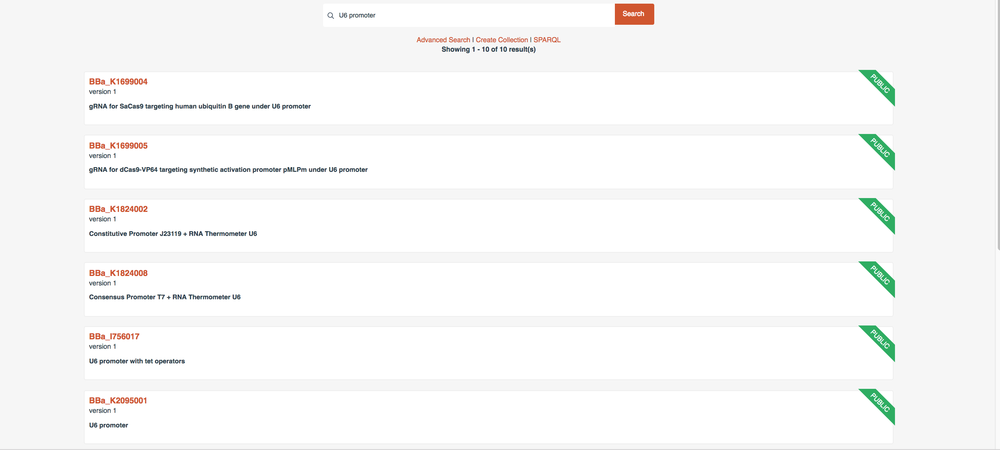 U6 promoter
Search
Advanced Search | Create Collection | SPARQL
Showing 1 - 10 of 10 result(s)
BBa_K1699004
PUBLIC
version 1
gRNA for SaCas9 targeting human ubiquitin B gene under U6 promoter
BBa_K1699005
PUBLIC
version 1
gRNA for dCas9-VP64 targeting synthetic activation promoter pMLPm under U6 promoter
BBa_K1824002
PUBLIC
version 1
Constitutive Promoter J23119 + RNA Thermometer U6
BBa_K1824008
PUBLIC
version 1
Consensus Promoter T7 + RNA Thermometer U6
BBa_I756017
PUBLIC
version 1
U6 promoter with tet operators
BBa_K2095001
PUBLIC
version 1
U6 promoter